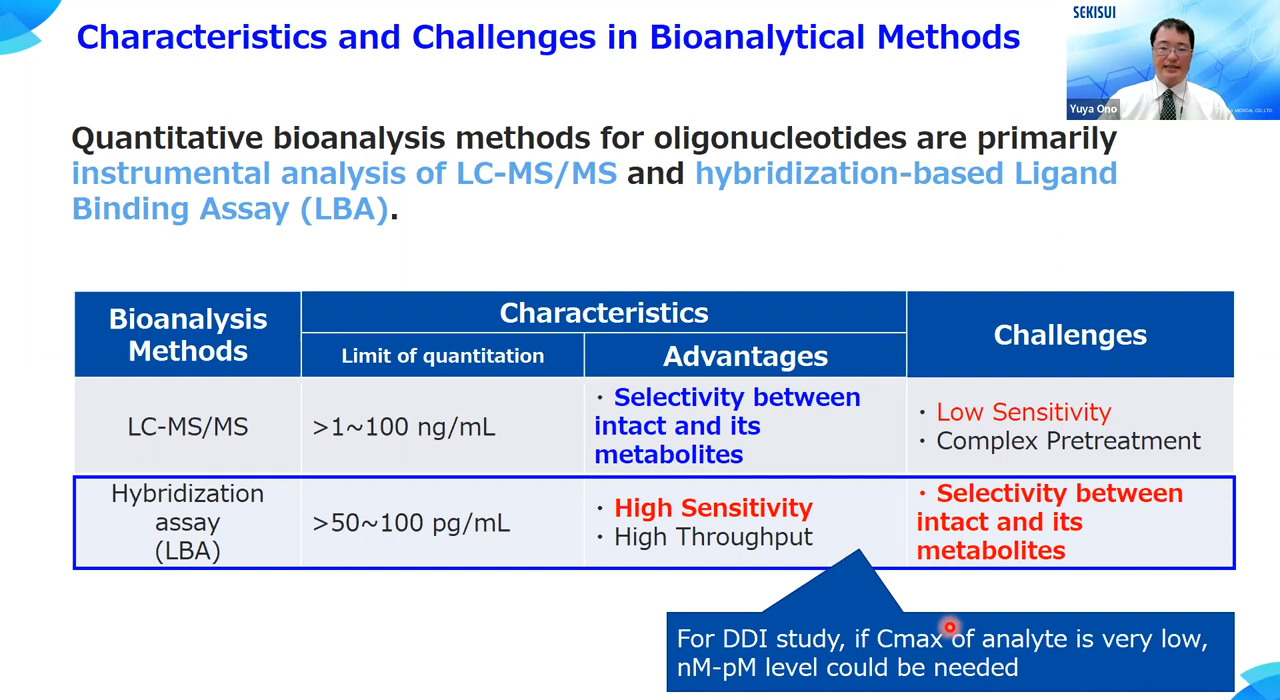 Characteristics and Challenges in Bioanalytical Methods
SEKISUI
Yuya Ono
MEDICAL CO.,LTD.
Quantitative bioanalysis methods for oligonucleotides are primarily
instrumental analysis of LC-MS/MS and hybridization-based Ligand
Binding Assay (LBA).
Bioanalysis
Methods
Characteristics
Challenges
Limit of quantitation
Advantages
LC-MS/MS
>1~100 ng/mL
・Selectivity between
intact and its
metabolites
・Low Sensitivity
・Complex Pretreatment
Hybridization
assay
(LBA)
>50~100 pg/mL
・High Sensitivity
・High Throughput
・Selectivity between
intact and its
metabolites
For DDI study, if Cmax of analyte is very low,
nM-pM level could be needed